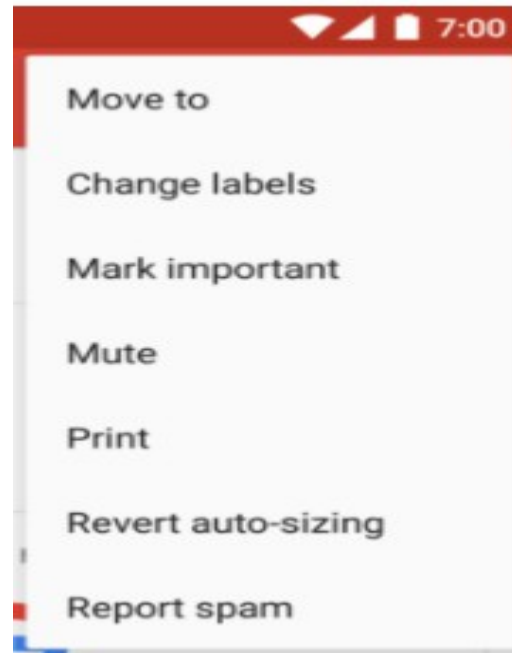 7:00
Move to
Change labels
Mark important
Mute
Print
Revert auto-sizing
Report spam